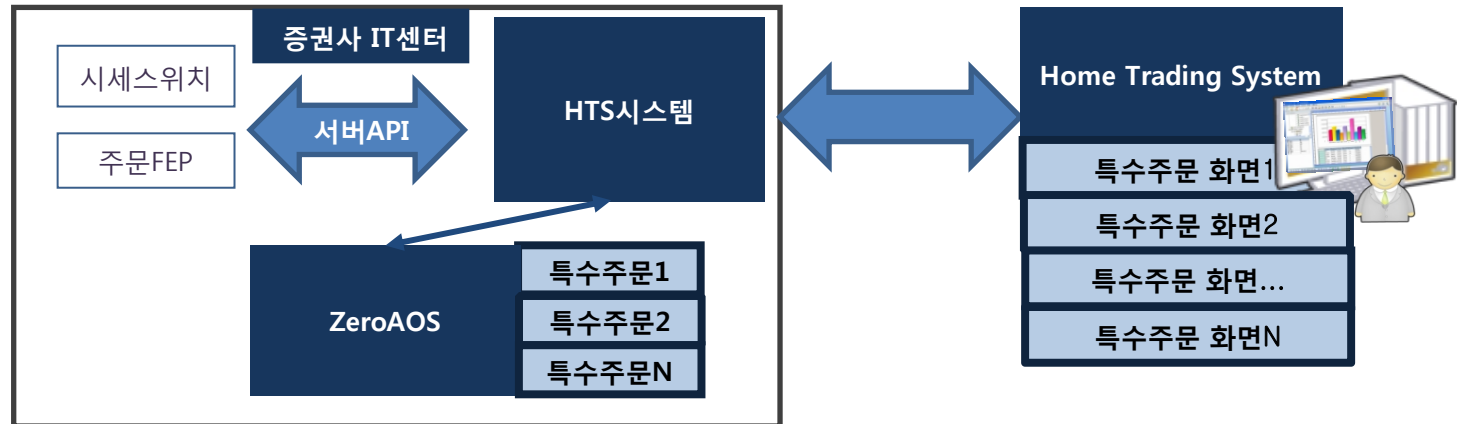 증권사 IT센터
시세스위치
주문FEP
서버API
HTS시스템
ZeroAOS
특수주문1
특수주문2
특수주문N
Home Trading System
특수주문 화면1
특수주문 화면2
특수주문 화면...
특수주문 화면N